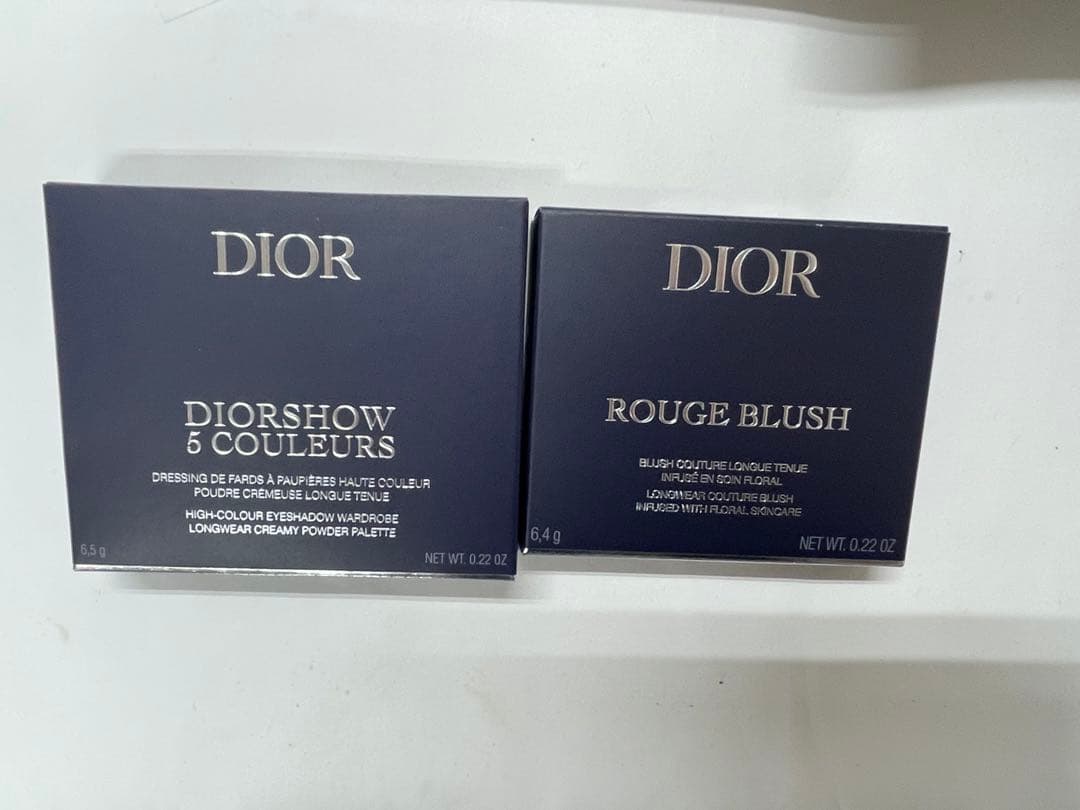 DIOR
DIORSHOW
5 COULEURS
DRESSING DE FARDS À PAUPIÈRES HAUTE COULEUR
POUDRE CRÉMEUSE LONGUE TENUE
HIGH-COLOUR EYESHADOW WARDROBE
LONGWEAR CREAMY POWDER PALETTE
6,5 g
NET WT. 0.22 OZ
DIOR
ROUGE BLUSH
BLUSH COUTURE LONGUE TENUE
INFUSÉ EN SOIN FLORAL
LONGWEAR COUTURE BLUSH
INFUSED WITH FLORAL SKINCARE
6,4 g
NET WT. 0.22 OZ